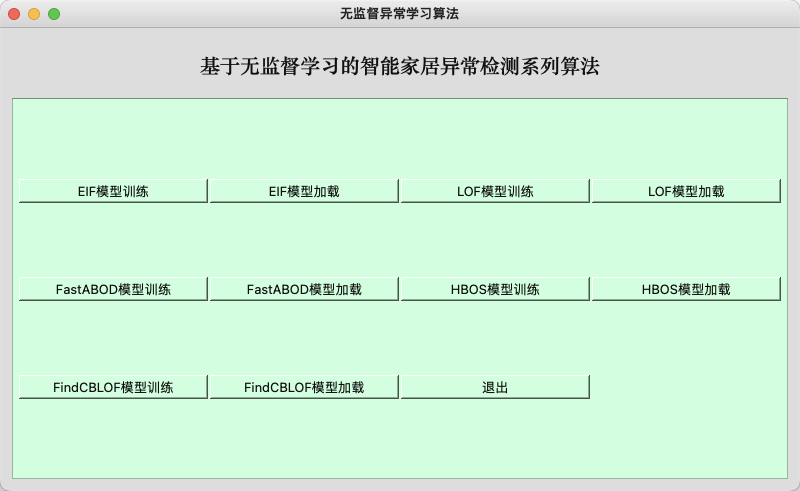 无监督异常学习算法
基于无监督学习的智能家居异常检测系列算法
EIF模型训练 EIF模型加载 LOF模型训练 LOF模型加载
FastABOD模型训练 FastABOD模型加载 HBOS模型训练 HBOS模型加载
FindCBLOF模型训练 FindCBLOF模型加载 退出